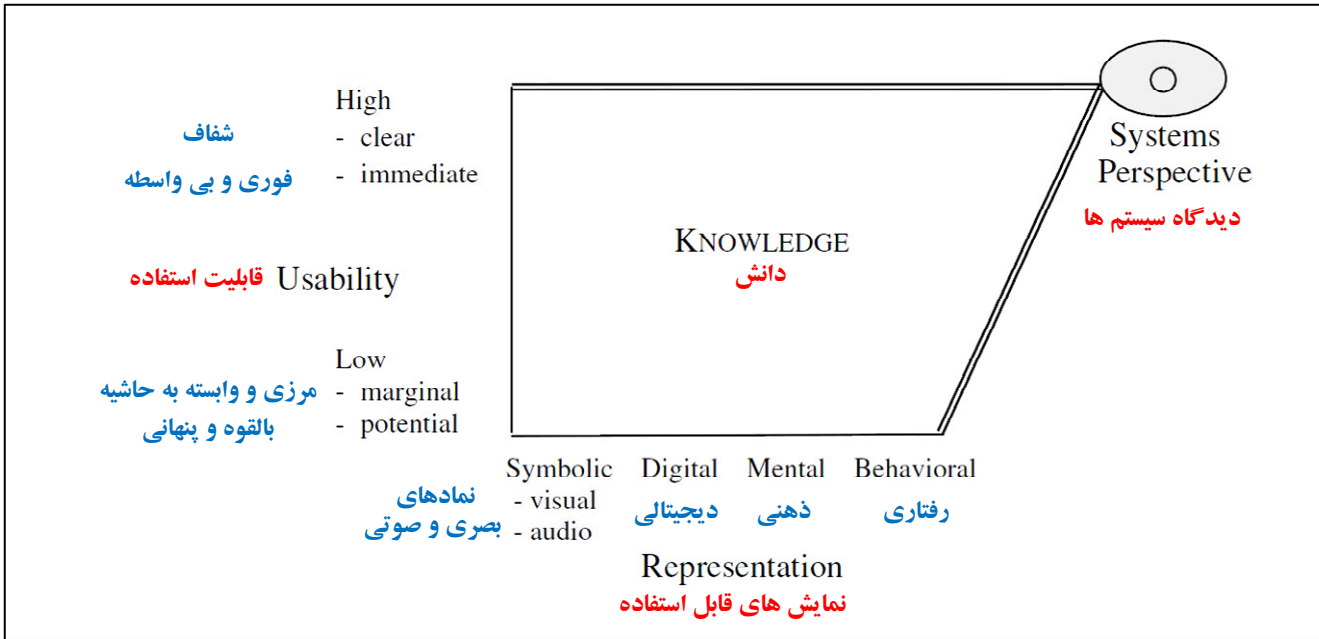 High
شفاف - clear
فوری و بی واسطه - immediate
قابلیت استفاده Usability
Low
مرزی و وابسته به حاشیه - marginal
بالقوه و پنهانی - potential
KNOWLEDGE
دانش
Systems
Perspective
دیدگاه سیستم ها
Symbolic Digital Mental Behavioral
نمادهای - visual دیجیتالی ذهنی رفتاری
بصری و صوتی - audio
Representation
نمایش های قابل استفاده